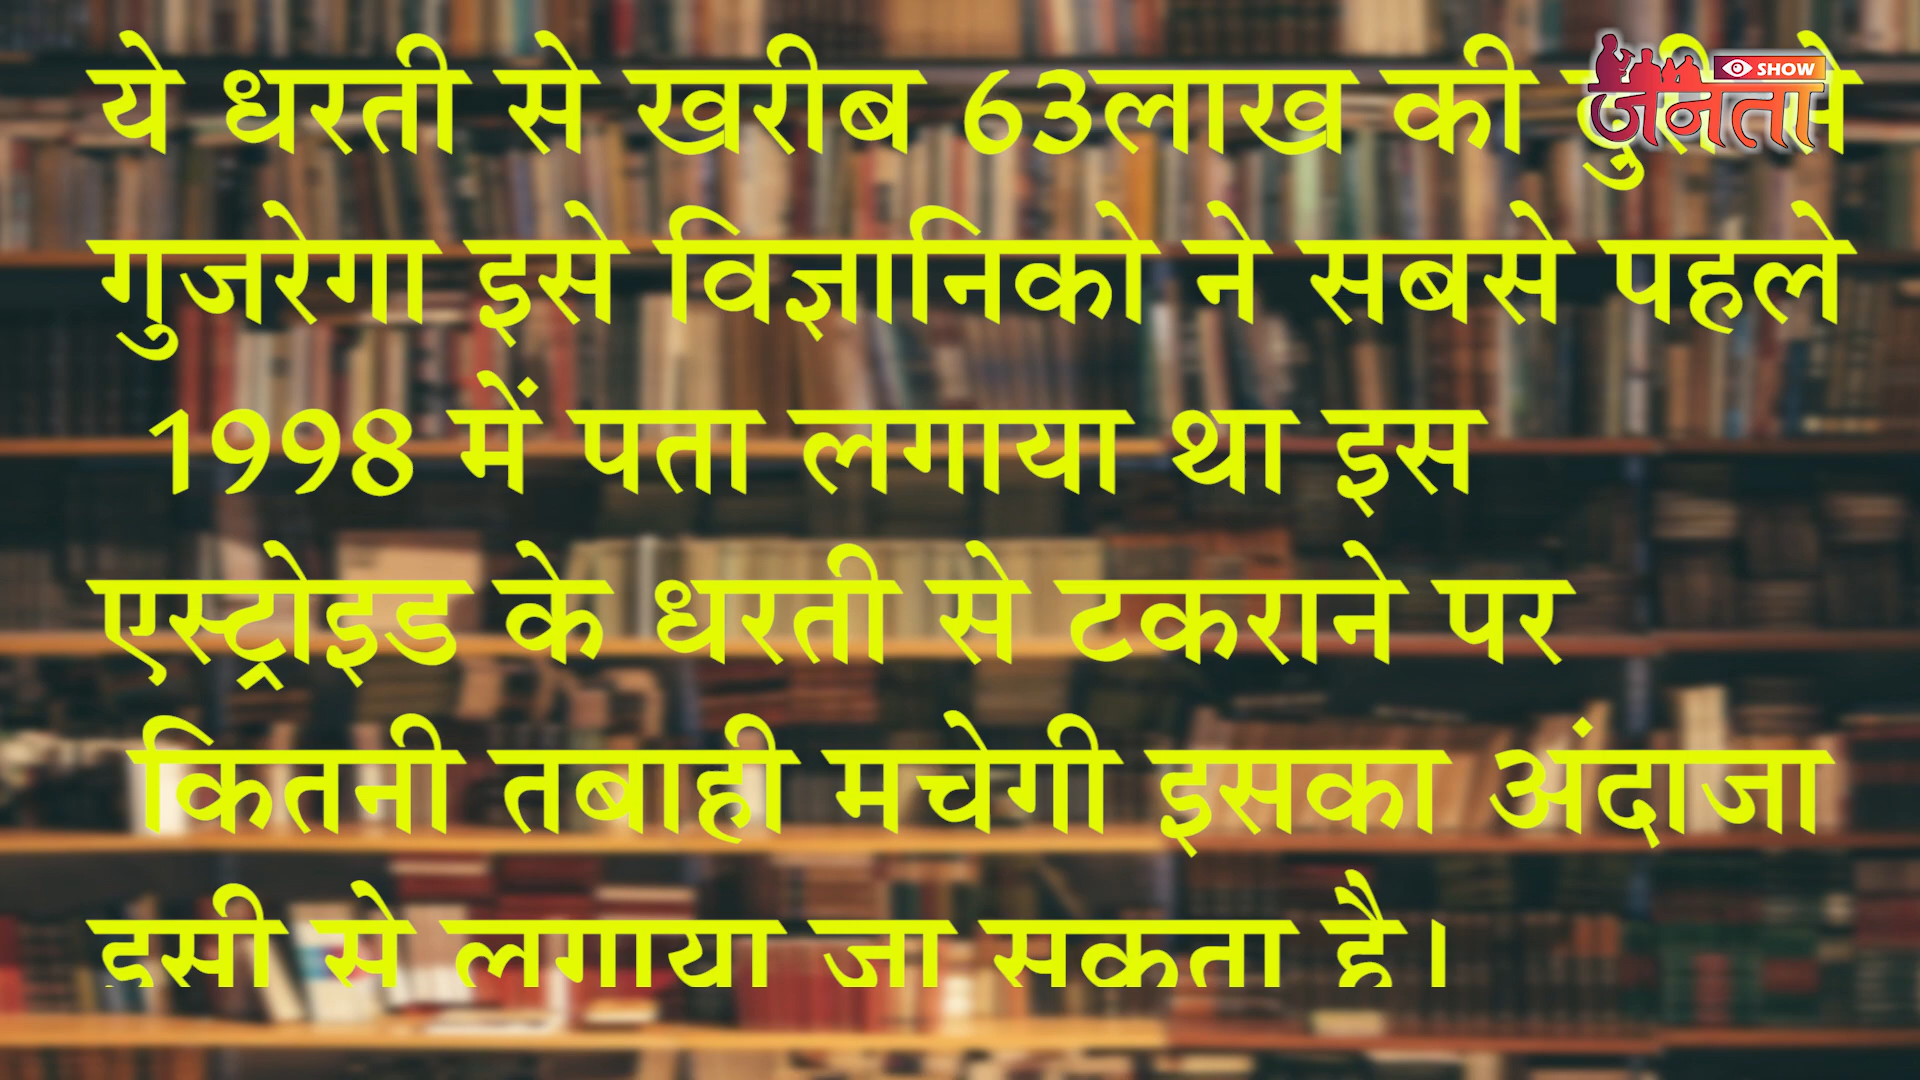 ये धरती से खरीब 63लाख की
SHOW
जनता
गुजरेगा इसे विज्ञानिको ने सबसे पहले
1998 में पता लगाया था इस
एस्ट्रोइड के धरती से टकराने पर
कितनी तबाही मचेगी इसका अंदाजा
इसी से लगाया जा सकता है।